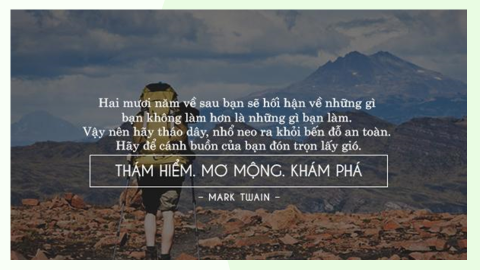 Hai mươi năm về sau bạn sẽ hối hận về những gì
bạn không làm hơn là những gì bạn làm.
Vậy nên hãy tháo dây, nhổ neo ra khỏi bến đỗ an toàn.
Hãy để cánh buồn của bạn đón trọn lấy gió.
THÁM HIỂM. MƠ MỘNG. KHÁM PHÁ
– MARK TWAIN –